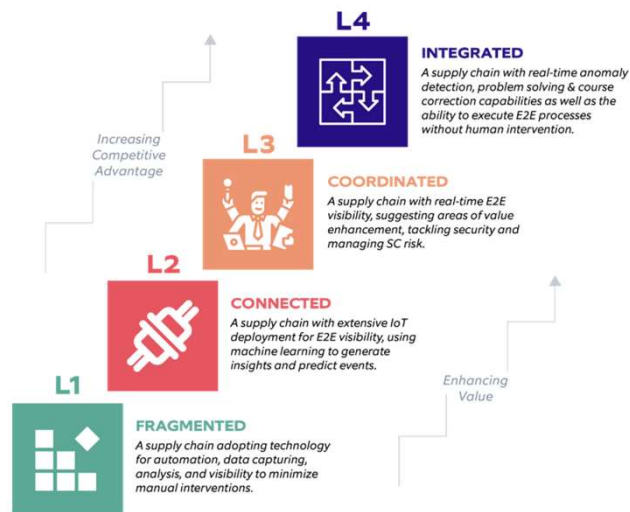 L4
INTEGRATED
A supply chain with real-time anomaly
detection, problem solving & course
correction capabilities as well as the
ability to execute E2E processes
without human intervention.
Increasing
Competitive
Advantage
L3
COORDINATED
A supply chain with real-time E2E
visibility, suggesting areas of value
enhancement, tackling security and
managing SC risk.
L2
CONNECTED
A supply chain with extensive IoT
deployment for E2E visibility, using
machine learning to generate
insights and predict events.
Enhancing
Value
L1
FRAGMENTED
A supply chain adopting technology
for automation, data capturing,
analysis, and visibility to minimize
manual interventions.